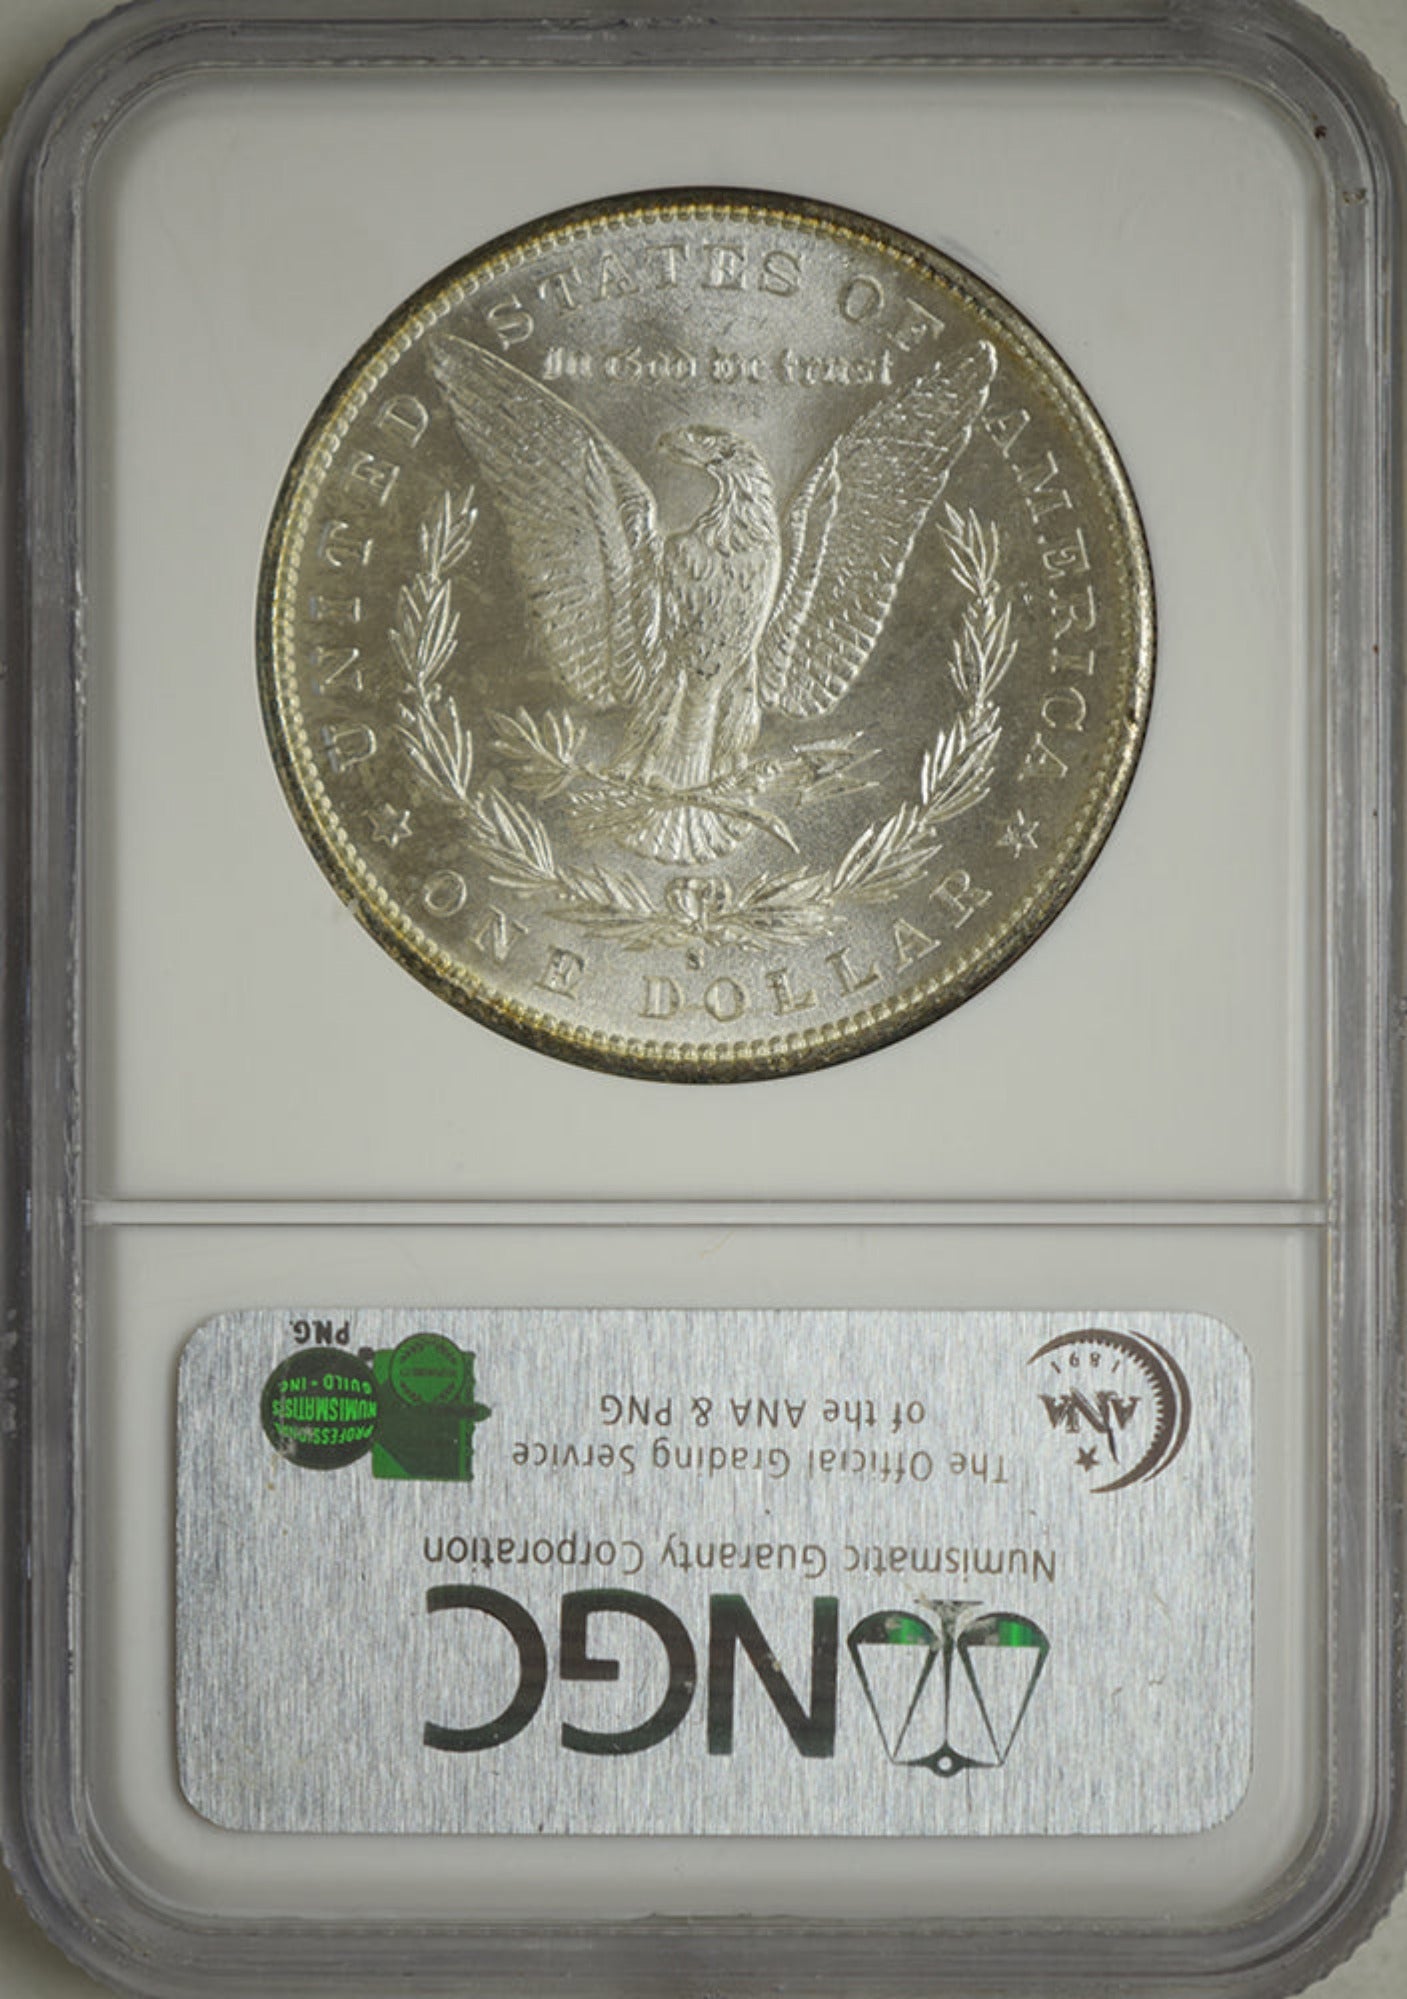 UNITED STATES OF AMERICA
In God we trust
S
ONE DOLLAR
NGC
Numismatic Guaranty Corporation
The Official Grading Service
of the ANA & PNG
ANA
1891
PROFESSIONAL
NUMISMATISTS
GUILD - INC
P.N.G.